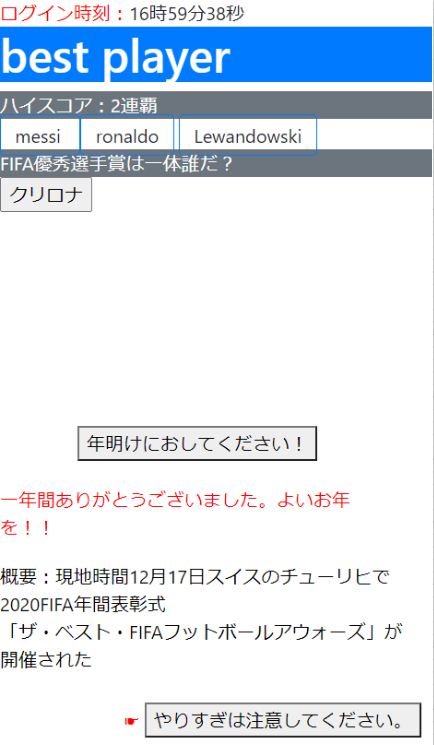 ログイン時刻：16時59分38秒
best player
ハイスコア：2連覇
messi ronaldo Lewandowski
FIFA優秀選手賞は一体誰だ？
クリロナ
年明けにおしてください！
一年間ありがとうございました。よいお年
を！！
概要：現地時間12月17日スイスのチューリヒで
2020FIFA年間表彰式
「ザ・ベスト・FIFAフットボールアウォーズ」が
開催された
☛ やりすぎは注意してください。